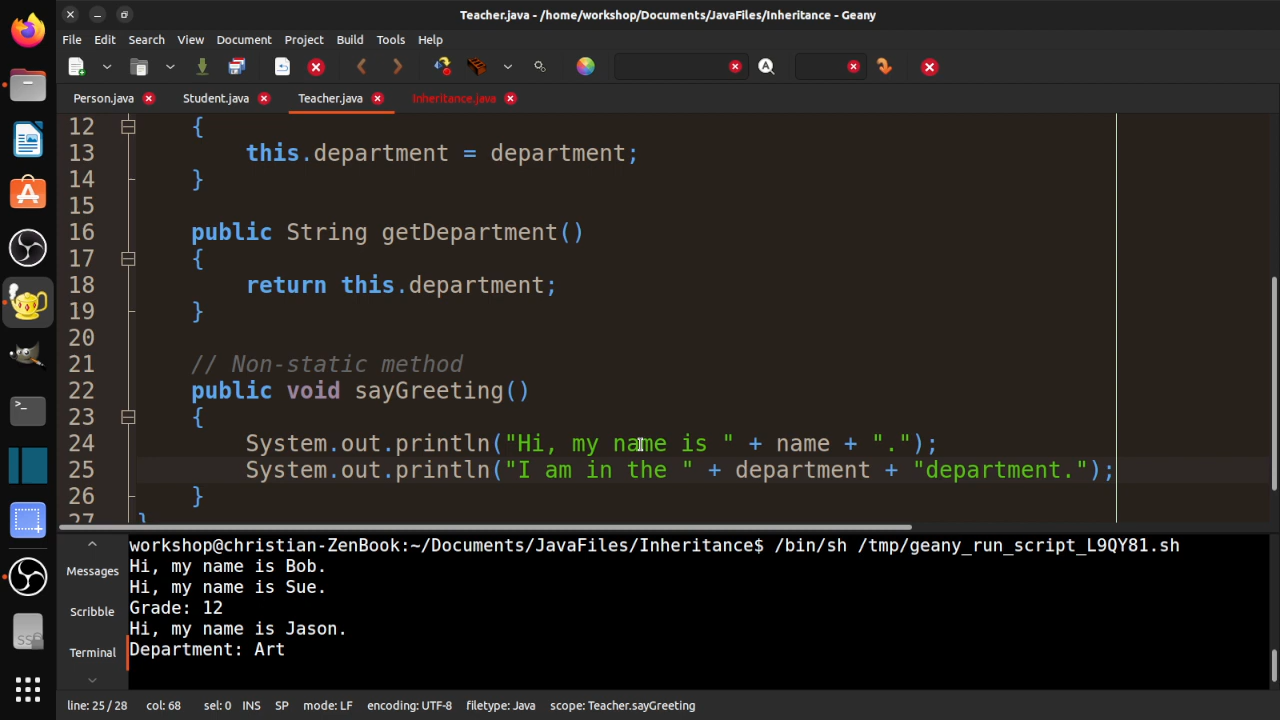 Teacher.java - /home/workshop/Documents/JavaFiles/Inheritance - Geany
File Edit Search View Document Project Build Tools Help
Person.java Student.java Teacher.java Inheritance.java
12 {
13 this.department = department;
14 }
15
16 public String getDepartment()
17 {
18 return this.department;
19 }
20
21 // Non-static method
22 public void sayGreeting()
23 {
24 System.out.println("Hi, my name is " + name + ".");
25 System.out.println("I am in the " + department + "department.");
26 }
27 }
workshop@christian-ZenBook:~/Documents/JavaFiles/Inheritance$ /bin/sh /tmp/geany_run_script_L9QY81.sh
Messages
Hi, my name is Bob.
Hi, my name is Sue.
Scribble
Grade: 12
Hi, my name is Jason.
Terminal
Department: Art
line: 25 / 28 col: 68 sel: 0 INS SP mode: LF encoding: UTF-8 filetype: Java scope: Teacher.sayGreeting